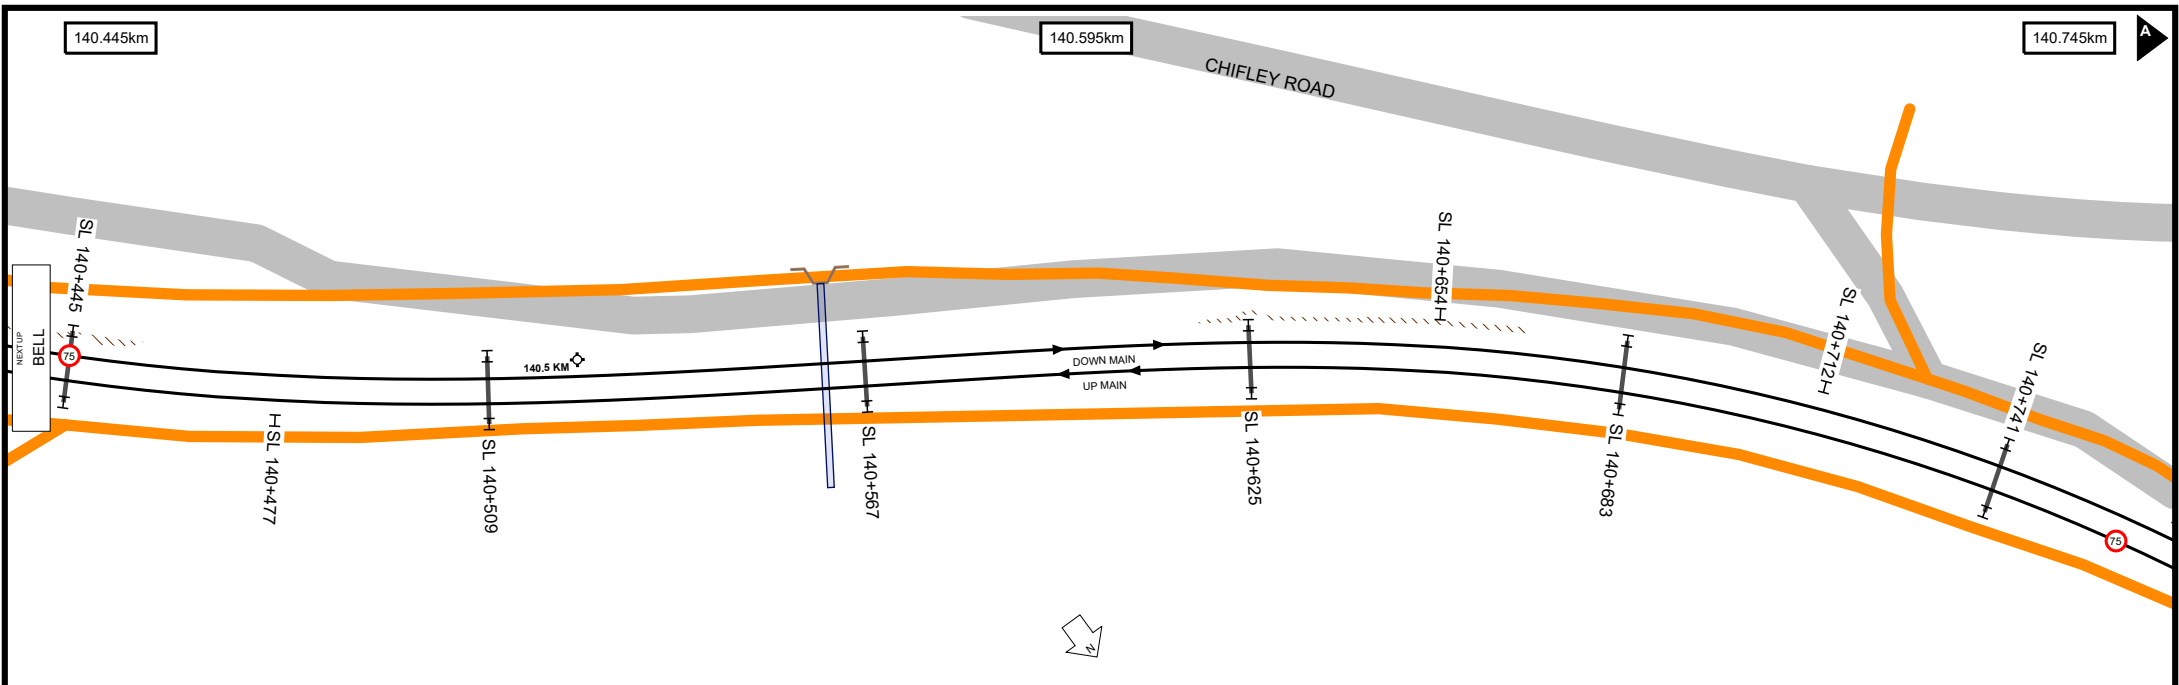 140.445km
140.595km
140.745km
A
CHIFLEY ROAD
SL 140+445
SL 140+654
SL 140+712
SL 140+741
NEXT UP
BELL
75
140.5 KM
DOWN MAIN
UP MAIN
SL 140+477
SL 140+509
SL 140+567
SL 140+625
SL 140+683
75
N